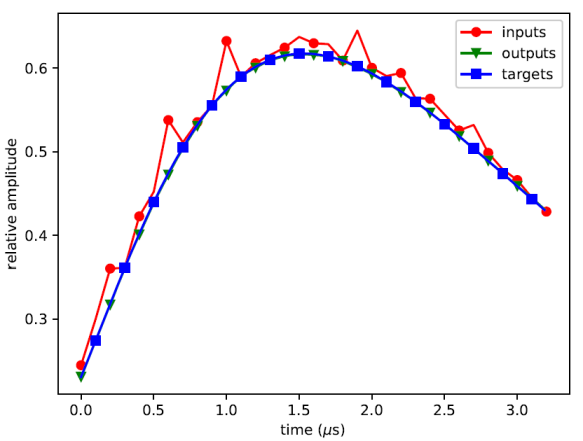 inputs
outputs
targets
0.6
0.5
0.4
0.3
relative amplitude
0.0 0.5 1.0 1.5 2.0 2.5 3.0
time (μs)